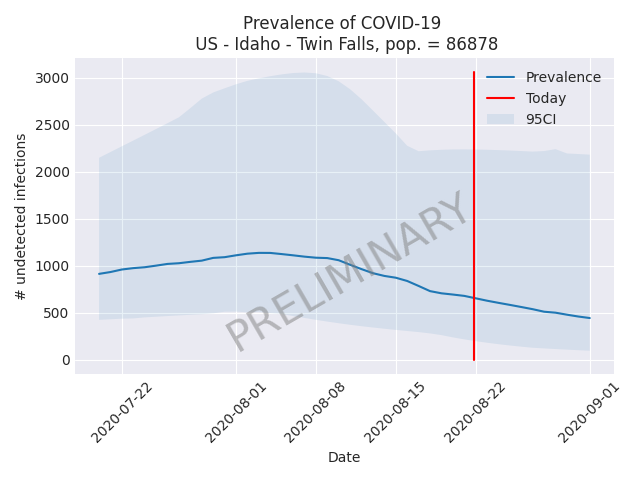 Prevalence of COVID-19
US - Idaho - Twin Falls, pop. = 86878
# undetected infections
3000
2500
2000
1500
1000
500
0
Prevalence
Today
95CI
PRELIMINARY
2020-07-22
2020-08-01
2020-08-08
2020-08-15
2020-08-22
2020-09-01
Date